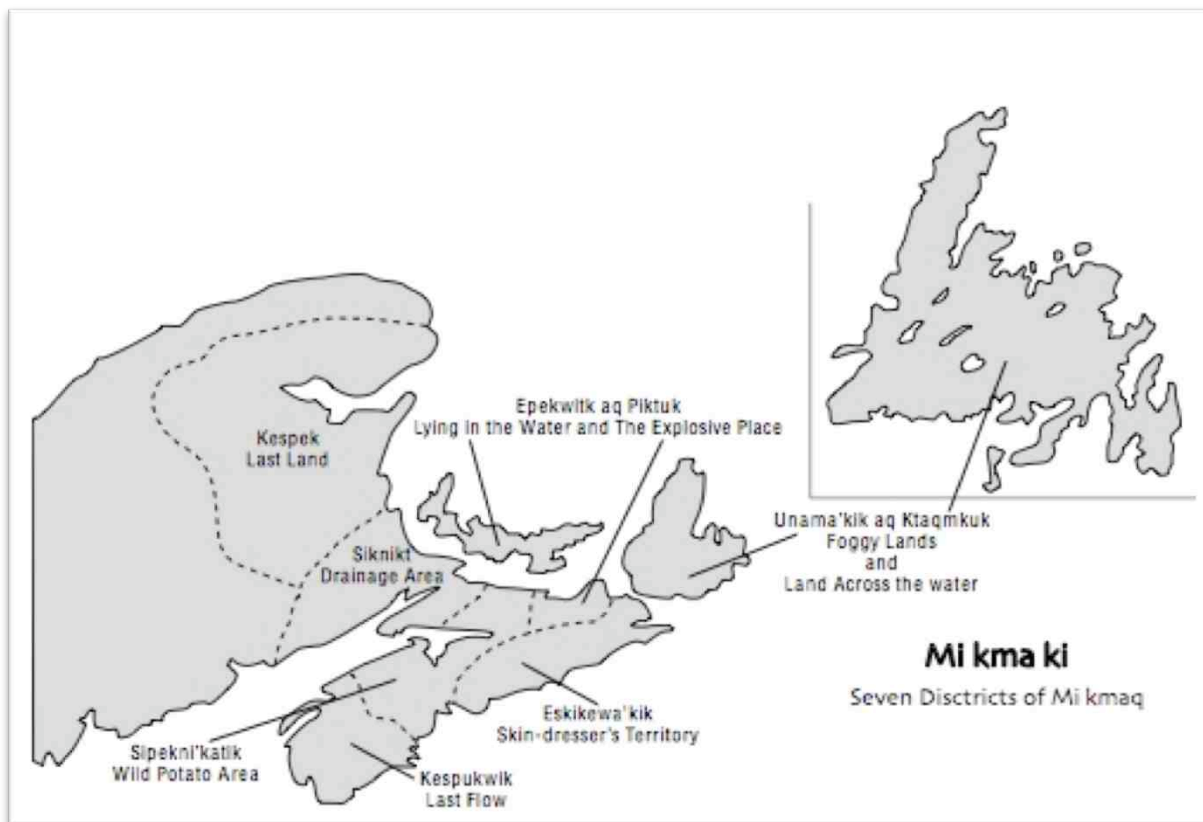 Epekwitk aq Piktuk
Lying in the Water and The Explosive Place
Kespek
Last Land
Unama'kik aq Ktaqmkuk
Foggy Lands
and
Land Across the water
Siknikt
Drainage Area
Mi kma ki
Seven Disctricts of Mi kmaq
Eskikewa'kik
Skin-dresser's Territory
Sipekni'katik
Wild Potato Area
Kespukwik
Last Flow